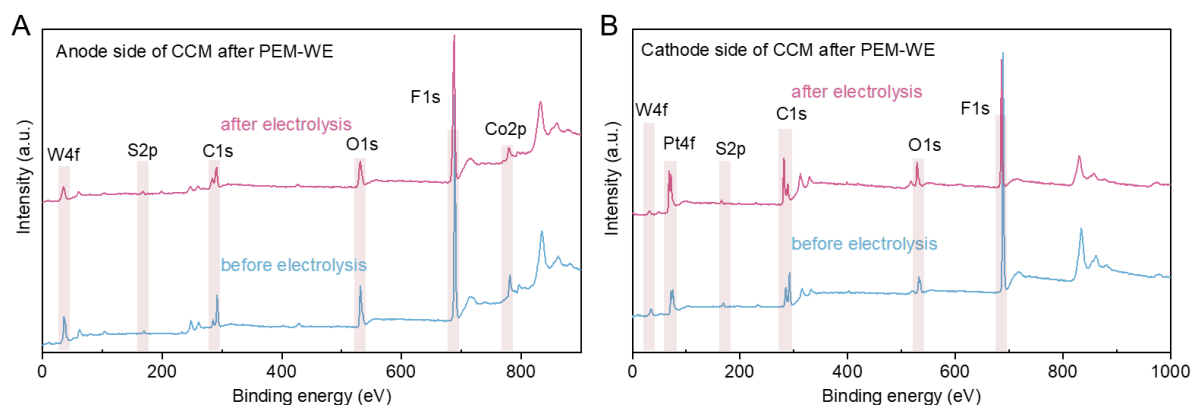 A
Anode side of CCM after PEM-WE
F1s
after electrolysis
Co2p
W4f
S2p
C1s
O1s
before electrolysis
Intensity (a.u.)
0
200
400
600
800
Binding energy (eV)
B
Cathode side of CCM after PEM-WE
after electrolysis
F1s
W4f
C1s
Pt4f
S2p
O1s
before electrolysis
Intensity (a.u.)
0
200
400
600
800
1000
Binding energy (eV)